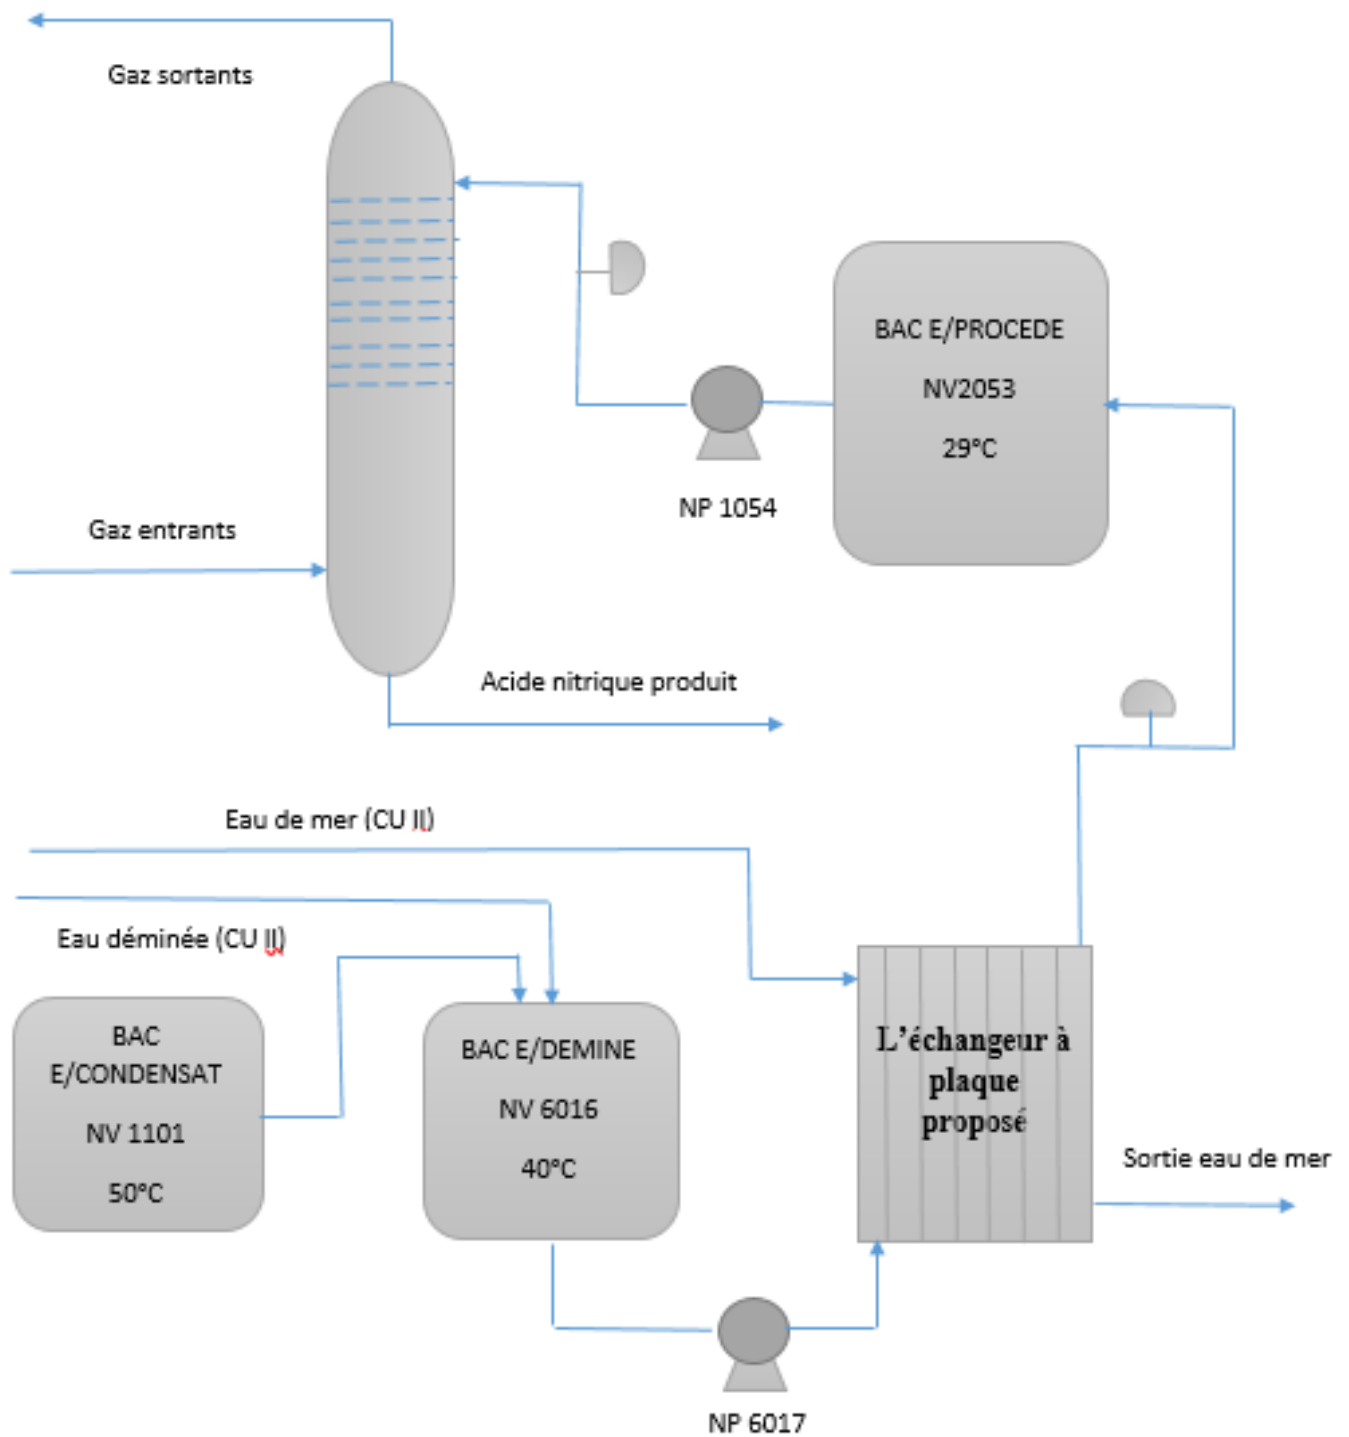 Gaz sortants
BAC E/PROCEDE
NV2053
29°C
NP 1054
Gaz entrants
Acide nitrique produit
Eau de mer (CU II)
Eau déminée (CU II)
BAC
E/CONDENSAT
NV 1101
50°C
BAC E/DEMINE
NV 6016
40°C
L'échangeur à
plaque
proposé
Sortie eau de mer
NP 6017